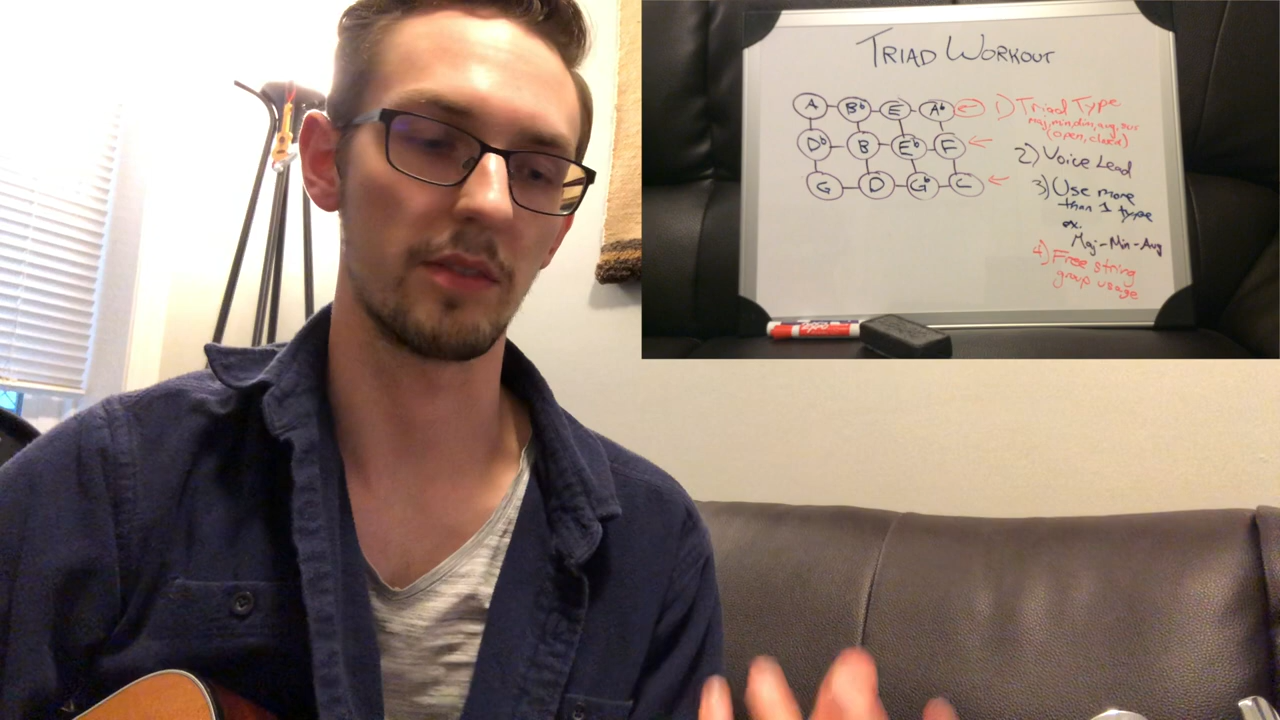 TRIAD WORKOUT
A B♭ E A♭
D♭ B E♭ F
G D G♭ C
1) Triad Type
Maj, min, dim, aug, sus
(open, closed)
2) Voice Lead
3) Use more
than 1 type
ex.
Maj-Min-Aug
4) Free string
group usage
EXPO